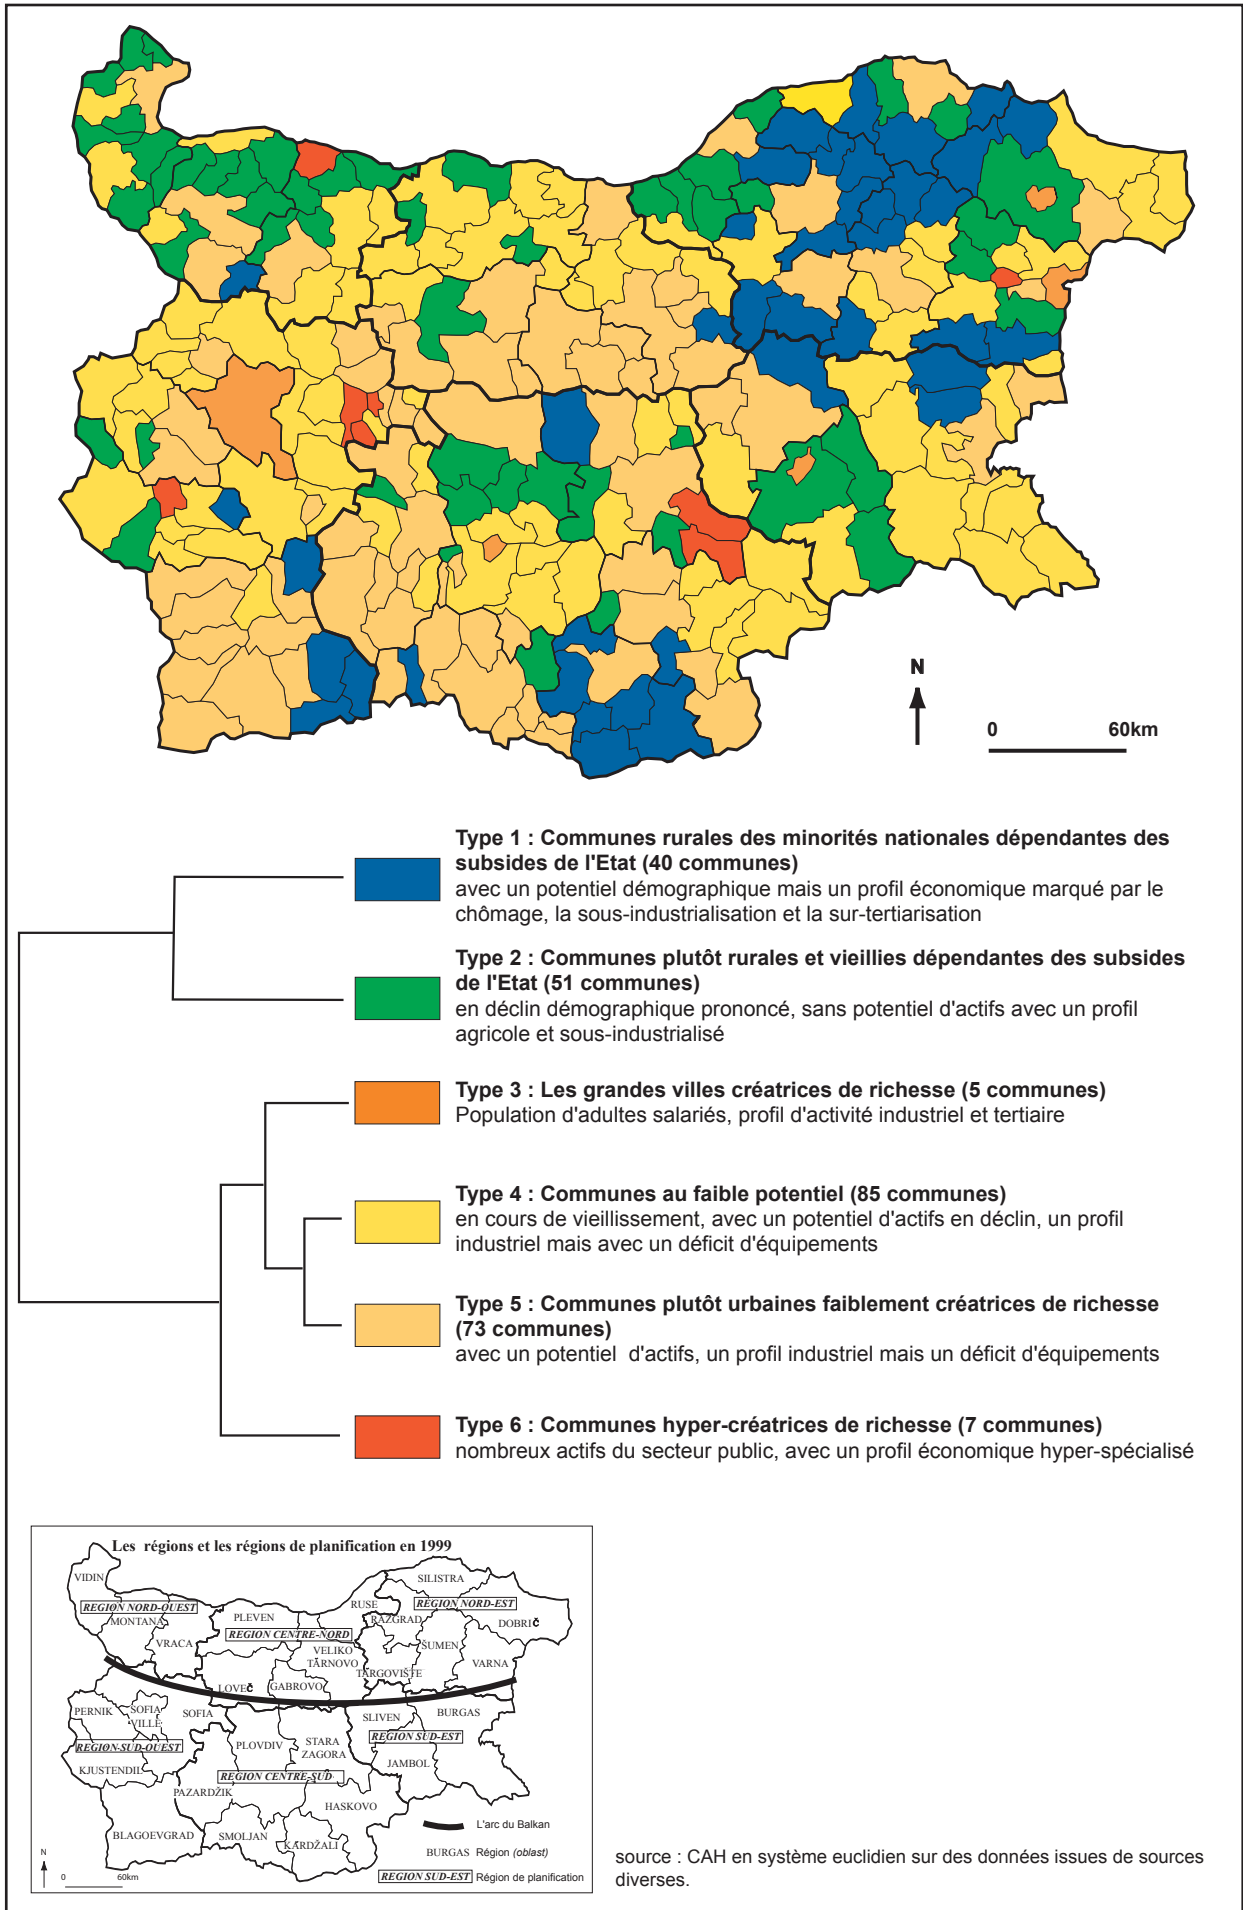 N
0 60km
Type 1 : Communes rurales des minorités nationales dépendantes des
subsides de l'Etat (40 communes)
avec un potentiel démographique mais un profil économique marqué par le
chômage, la sous-industrialisation et la sur-tertiarisation
Type 2 : Communes plutôt rurales et vieillies dépendantes des subsides
de l'Etat (51 communes)
en déclin démographique prononcé, sans potentiel d'actifs avec un profil
agricole et sous-industrialisé
Type 3 : Les grandes villes créatrices de richesse (5 communes)
Population d'adultes salariés, profil d'activité industriel et tertiaire
Type 4 : Communes au faible potentiel (85 communes)
en cours de vieillissement, avec un potentiel d'actifs en déclin, un profil
industriel mais avec un déficit d'équipements
Type 5 : Communes plutôt urbaines faiblement créatrices de richesse
(73 communes)
avec un potentiel d'actifs, un profil industriel mais un déficit d'équipements
Type 6 : Communes hyper-créatrices de richesse (7 communes)
nombreux actifs du secteur public, avec un profil économique hyper-spécialisé
Les régions et les régions de planification en 1999
VIDIN
SILISTRA
REGION NORD-OUEST
RUSE
REGION NORD-EST
MONTANA
PLEVEN
RAZGRAD
DOBRIČ
REGION CENTRE-NORD
VRACA
VELIKO
TARNOVO
ŠUMEN
TARGOVIŠTE
VARNA
LOVEČ
GABROVO
PERNIK
SOFIA
VILLE
SOFIA
SLIVEN
BURGAS
REGION SUD-OUEST
PLOVDIV
STARA
ZAGORA
REGION SUD-EST
KJUSTENDIL
REGION CENTRE-SUD
JAMBOL
PAZARDŽIK
HASKOVO
BLAGOEVGRAD
SMOLJAN
KARDŽALI
L'arc du Balkan
BURGAS Région (oblast)
REGION SUD-EST Région de planification
N
0 60km
source : CAH en système euclidien sur des données issues de sources
diverses.